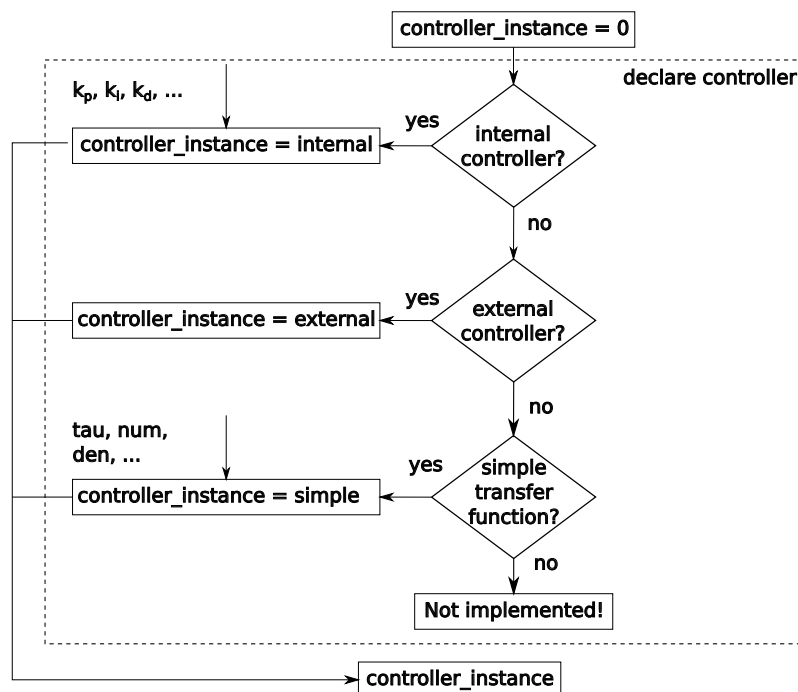 controller_instance = 0
declare controller
kp, ki, kd, ...
yes
internal
controller?
controller_instance = internal
no
yes
external
controller?
controller_instance = external
no
tau, num,
den, ...
yes
simple
transfer
function?
controller_instance = simple
no
Not implemented!
controller_instance